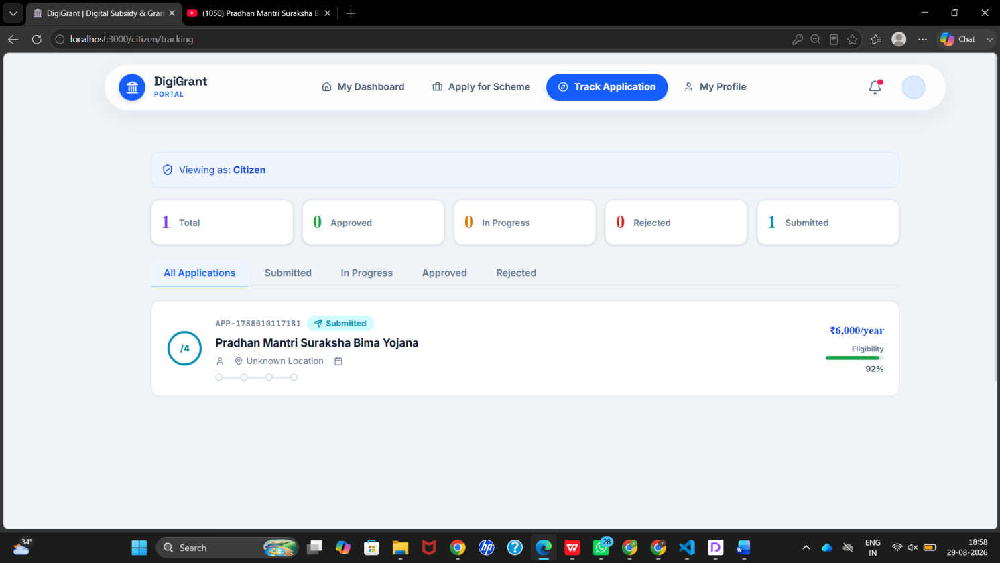 DigiGrant | Digital Subsidy & Grant
(1050) Pradhan Mantri Suraksha B
localhost:3000/citizen/tracking
Chat
DigiGrant
PORTAL
My Dashboard
Apply for Scheme
Track Application
My Profile
Viewing as: Citizen
1 Total
0 Approved
0 In Progress
0 Rejected
1 Submitted
All Applications
Submitted
In Progress
Approved
Rejected
APP-1788010117181 Submitted
/4
Pradhan Mantri Suraksha Bima Yojana
Unknown Location
₹6,000/year
Eligibility
92%
34°
Search
28
ENG
IN
18:58
29-08-2026